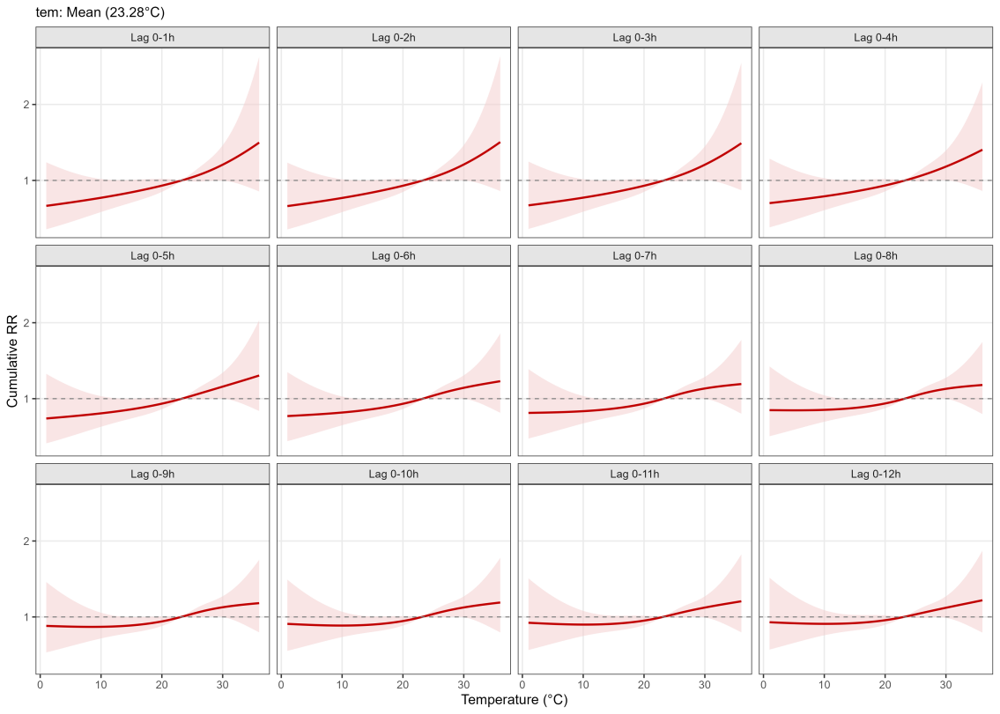 tem: Mean (23.28°C)
Lag 0-1h
Lag 0-2h
Lag 0-3h
Lag 0-4h
2
1
Lag 0-5h
Lag 0-6h
Lag 0-7h
Lag 0-8h
2
1
Cumulative RR
Lag 0-9h
Lag 0-10h
Lag 0-11h
Lag 0-12h
2
1
0 10 20 30 0 10 20 30 0 10 20 30 0 10 20 30
Temperature (°C)